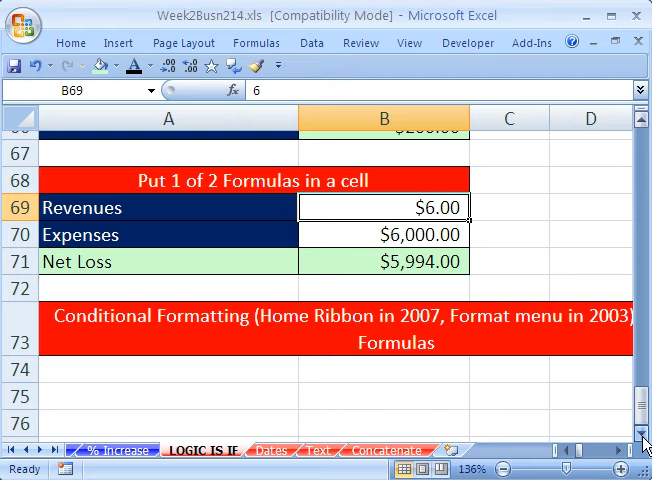 Week2Busn214.xls [Compatibility Mode] - Microsoft Excel
Home Insert Page Layout Formulas Data Review View Developer Add-Ins
B69 fx 6
A B C D
67
68 Put 1 of 2 Formulas in a cell
69 Revenues $6.00
70 Expenses $6,000.00
71 Net Loss $5,994.00
72
Conditional Formatting (Home Ribbon in 2007, Format menu in 2003)
73 Formulas
74
75
76
% Increase LOGIC IS IF Dates Text Concatenate
Ready 136%